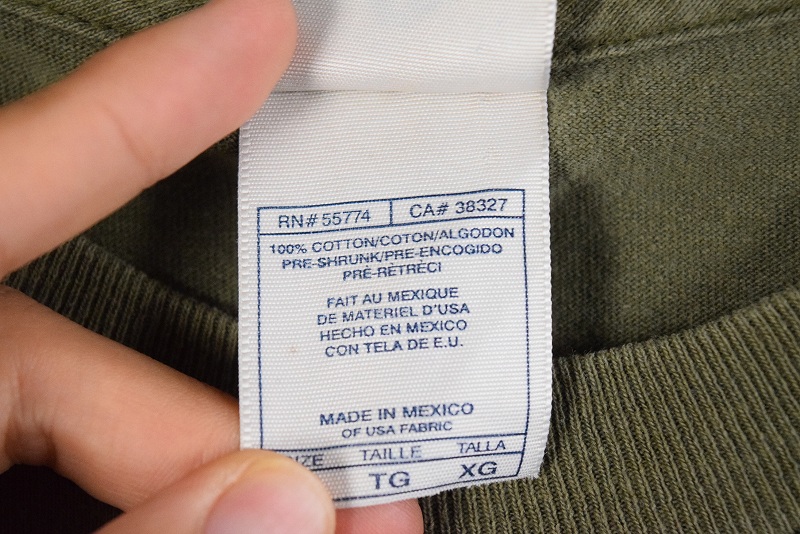 RN# 55774 CA# 38327
100% COTTON/COTON/ALGODON
PRE-SHRUNK/PRE-ENCOGIDO
PRÉ-RÉTRÉCI
FAIT AU MEXIQUE
DE MATERIEL D'USA
HECHO EN MEXICO
CON TELA DE E.U.
MADE IN MEXICO
OF USA FABRIC
IZE TAILLE TALLA
TG XG